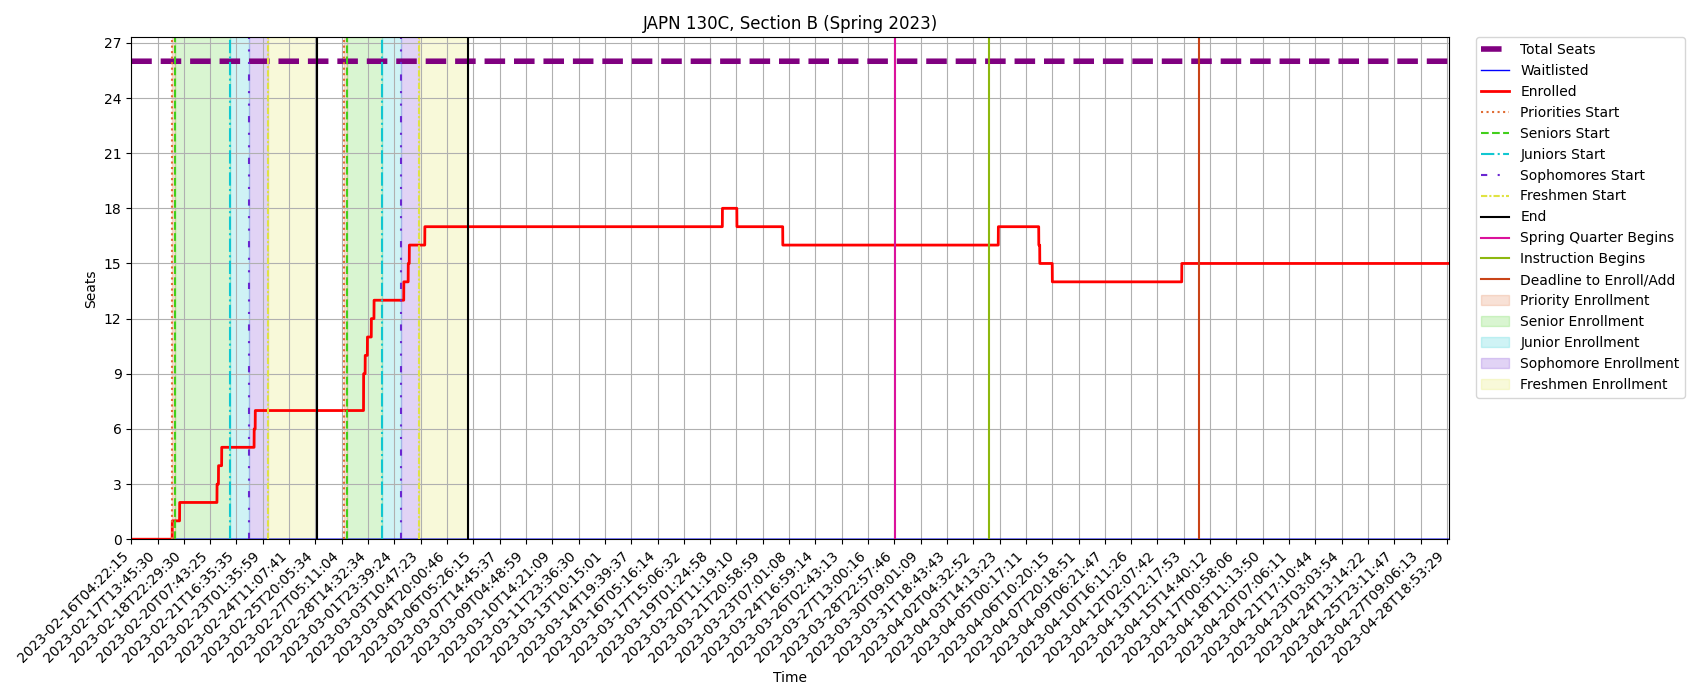 JAPN 130C, Section B (Spring 2023)
Seats
27
24
21
18
15
12
9
6
3
0
2023-02-16T04:22:15
2023-02-17T13:45:30
2023-02-18T22:29:30
2023-02-20T07:43:25
2023-02-21T16:35:35
2023-02-23T01:35:59
2023-02-24T11:07:41
2023-02-25T20:05:34
2023-02-27T05:11:04
2023-02-28T14:32:34
2023-03-01T23:39:24
2023-03-03T10:47:23
2023-03-04T20:00:46
2023-03-06T05:26:15
2023-03-07T14:45:37
2023-03-09T04:48:59
2023-03-10T14:21:09
2023-03-11T23:36:30
2023-03-13T10:15:01
2023-03-14T19:39:37
2023-03-16T05:16:14
2023-03-17T15:06:32
2023-03-19T01:24:58
2023-03-20T11:19:10
2023-03-21T20:58:59
2023-03-23T07:01:08
2023-03-24T16:59:14
2023-03-26T02:43:13
2023-03-27T13:00:16
2023-03-28T22:57:46
2023-03-30T09:01:09
2023-03-31T18:43:43
2023-04-02T04:32:52
2023-04-03T14:13:23
2023-04-05T00:17:11
2023-04-06T10:20:15
2023-04-07T20:18:51
2023-04-09T06:21:47
2023-04-10T16:11:26
2023-04-12T02:07:42
2023-04-13T12:17:53
2023-04-15T14:40:12
2023-04-17T00:58:06
2023-04-18T11:13:50
2023-04-20T07:06:11
2023-04-21T17:10:44
2023-04-23T03:03:54
2023-04-24T13:14:22
2023-04-25T23:11:47
2023-04-27T09:06:13
2023-04-28T18:53:29
Time
Total Seats
Waitlisted
Enrolled
Priorities Start
Seniors Start
Juniors Start
Sophomores Start
Freshmen Start
End
Spring Quarter Begins
Instruction Begins
Deadline to Enroll/Add
Priority Enrollment
Senior Enrollment
Junior Enrollment
Sophomore Enrollment
Freshmen Enrollment